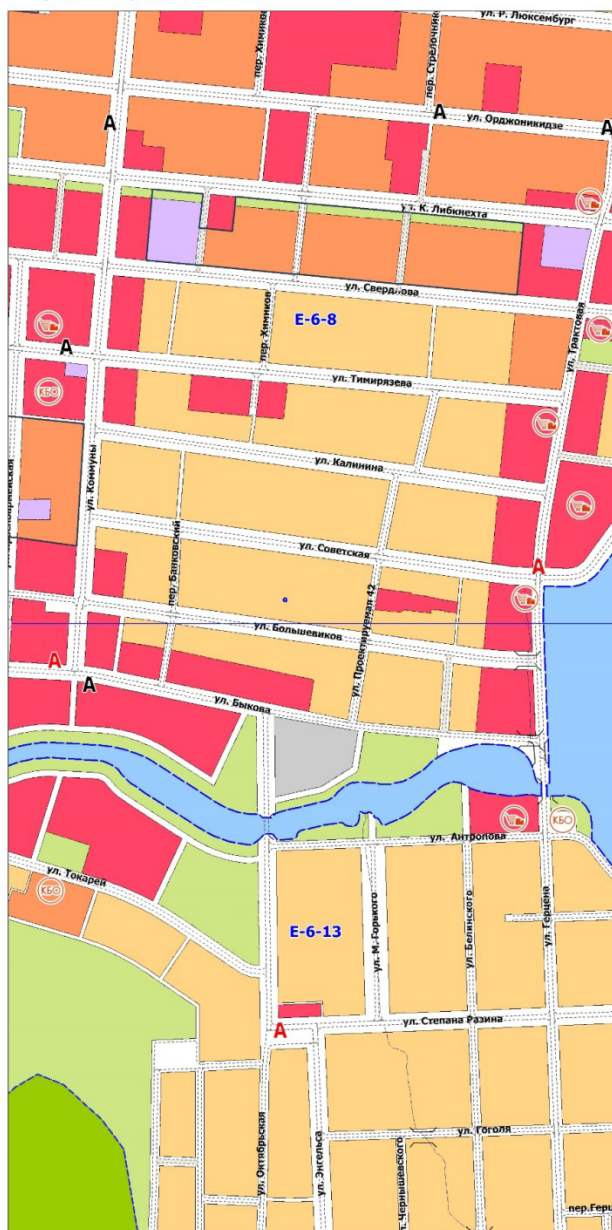 ул. Р. Люксембург
пер. Химиков
пер. Стрелочников
А
А
ул. Орджоникидзе
А
ул. К. Либкнехта
ул. Свердлова
Е-6-8
пер. Химиков
ул. Трактовая
А
ул. Тимирязева
КБО
ул. Калинина
ул. Коммуны
ул. Советская
пер. Банковский
А
ул. Проектируемая 42
ул. Большевиков
А
А
ул. Быкова
КБО
ул. Антропова
ул. Токарей
КБО
ул. М. Горького
ул. Белинского
ул. Герцена
Е-6-13
ул. Степана Разина
А
ул. Гоголя
ул. Октябрьская
ул. Энгельса
Чернышевского